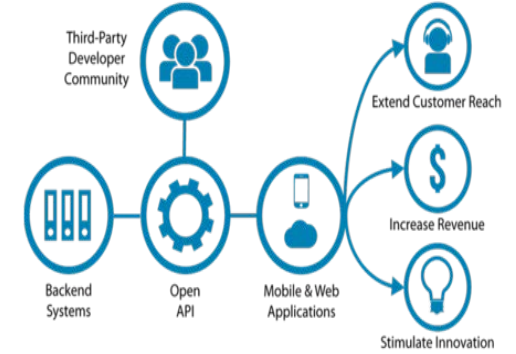 Third-Party
Developer
Community
Extend Customer Reach
$
Increase Revenue
Backend
Systems
Open
API
Mobile & Web
Applications
Stimulate Innovation